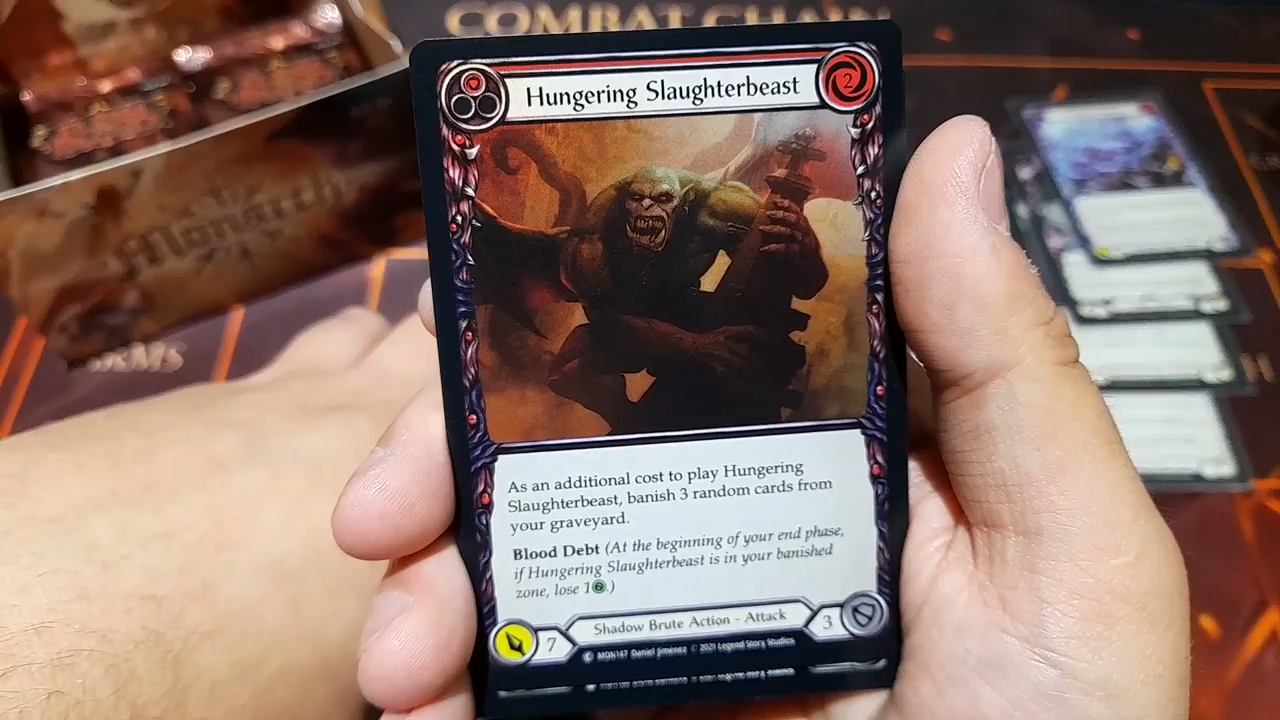 COMBAT CHAIN
Hungering Slaughterbeast
2
Monarch
ARMS
As an additional cost to play Hungering
Slaughterbeast, banish 3 random cards from
your graveyard.
Blood Debt (At the beginning of your end phase,
if Hungering Slaughterbeast is in your banished
zone, lose 1.)
7
Shadow Brute Action - Attack
3
C MON147 Daniel Jiménez © 2021 Legend Story Studios